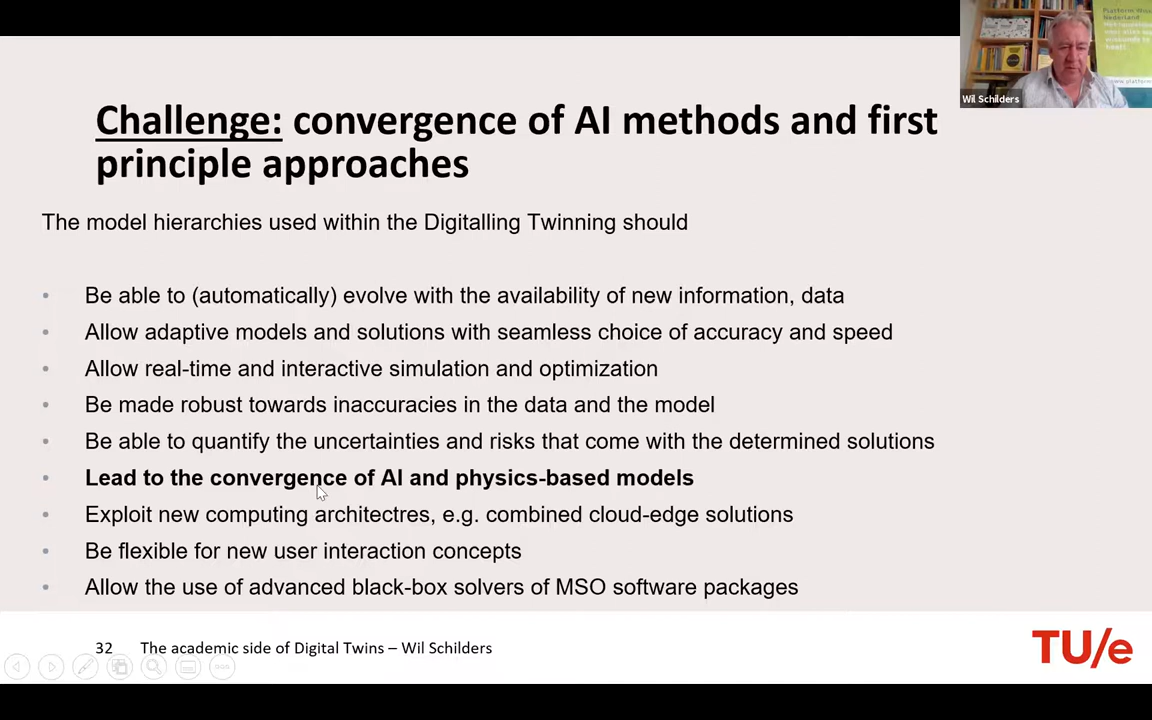 Platform Wiskunde
Nederland
Wil Schilders
Challenge: convergence of AI methods and first
principle approaches
The model hierarchies used within the Digitalling Twinning should
• Be able to (automatically) evolve with the availability of new information, data
• Allow adaptive models and solutions with seamless choice of accuracy and speed
• Allow real-time and interactive simulation and optimization
• Be made robust towards inaccuracies in the data and the model
• Be able to quantify the uncertainties and risks that come with the determined solutions
• Lead to the convergence of AI and physics-based models
• Exploit new computing architectres, e.g. combined cloud-edge solutions
• Be flexible for new user interaction concepts
• Allow the use of advanced black-box solvers of MSO software packages
32 The academic side of Digital Twins – Wil Schilders
TU/e